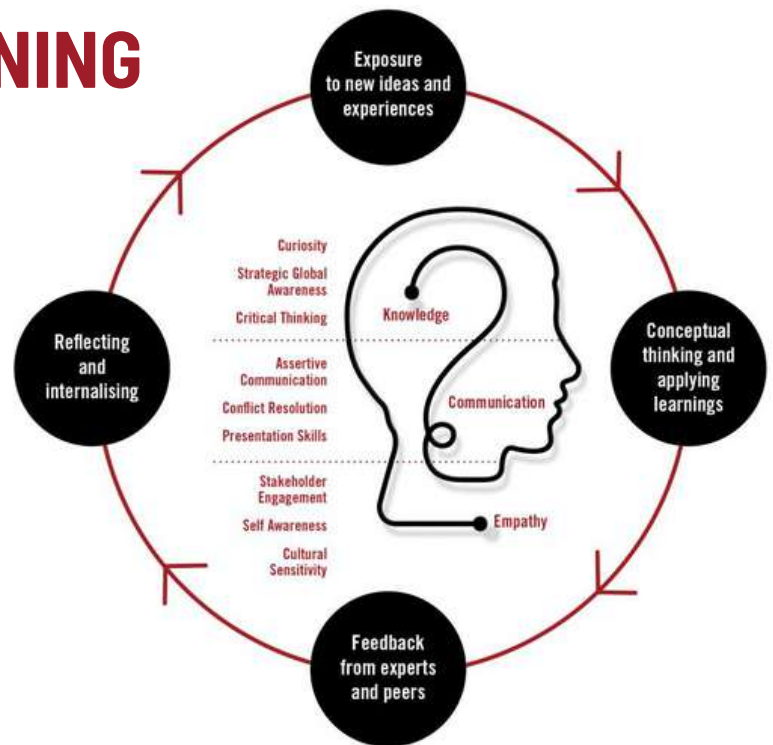 NING
Exposure
to new ideas and
experiences
Conceptual
thinking and
applying
learnings
Feedback
from experts
and peers
Reflecting
and
internalising
Curiosity
Strategic Global
Awareness
Critical Thinking
Knowledge
Assertive
Communication
Conflict Resolution
Presentation Skills
Communication
Stakeholder
Engagement
Self Awareness
Cultural
Sensitivity
Empathy